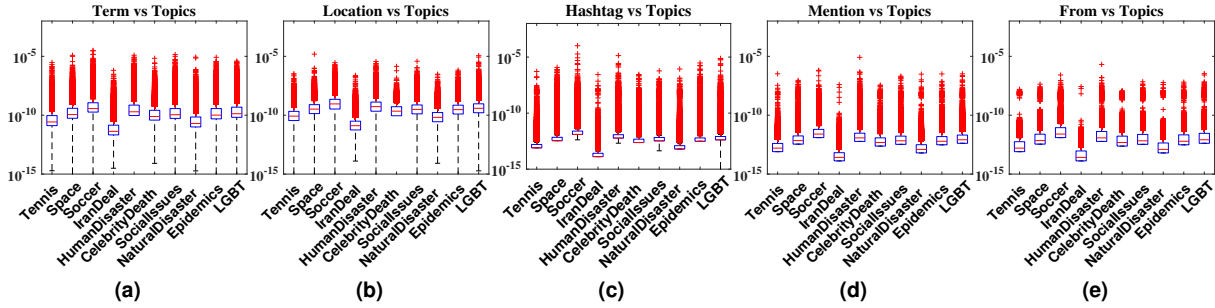 Term vs Topics
10^-5
10^-10
10^-15
Tennis
Space
Soccer
IranDeal
HumanDisaster
CelebrityDeath
SocialIssues
NaturalDisaster
Epidemics
LGBT
(a)
Location vs Topics
10^-5
10^-10
10^-15
Tennis
Space
Soccer
IranDeal
HumanDisaster
CelebrityDeath
SocialIssues
NaturalDisaster
Epidemics
LGBT
(b)
Hashtag vs Topics
10^-5
10^-10
10^-15
Tennis
Space
Soccer
IranDeal
HumanDisaster
CelebrityDeath
SocialIssues
NaturalDisaster
Epidemics
LGBT
(c)
Mention vs Topics
10^-5
10^-10
10^-15
Tennis
Space
Soccer
IranDeal
HumanDisaster
CelebrityDeath
SocialIssues
NaturalDisaster
Epidemics
LGBT
(d)
From vs Topics
10^-5
10^-10
10^-15
Tennis
Space
Soccer
IranDeal
HumanDisaster
CelebrityDeath
SocialIssues
NaturalDisaster
Epidemics
LGBT
(e)